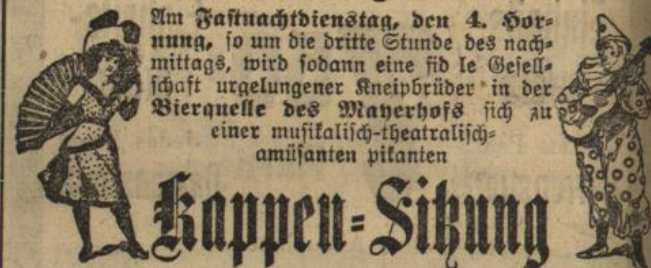 Am Fastnachtdienstag, den 4. Hor-
nung, so um die dritte Stunde des nach-
mittags, wird sodann eine fid le Gesell-
schaft urgelungener Kneipbrüder in der
Bierquelle des Mayerhofs sich zu
einer musikalisch-theatralisch-
amüsanten pikanten
Kappen-Sitzung